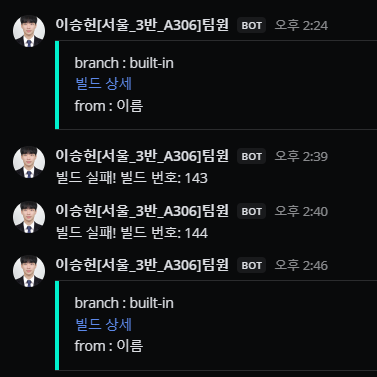 이승헌[서울_3반_A306]팀원 BOT 오후 2:24
branch : built-in
빌드 상세
from : 이름
이승헌[서울_3반_A306]팀원 BOT 오후 2:39
빌드 실패! 빌드 번호: 143
이승헌[서울_3반_A306]팀원 BOT 오후 2:40
빌드 실패! 빌드 번호: 144
이승헌[서울_3반_A306]팀원 BOT 오후 2:46
branch : built-in
빌드 상세
from : 이름